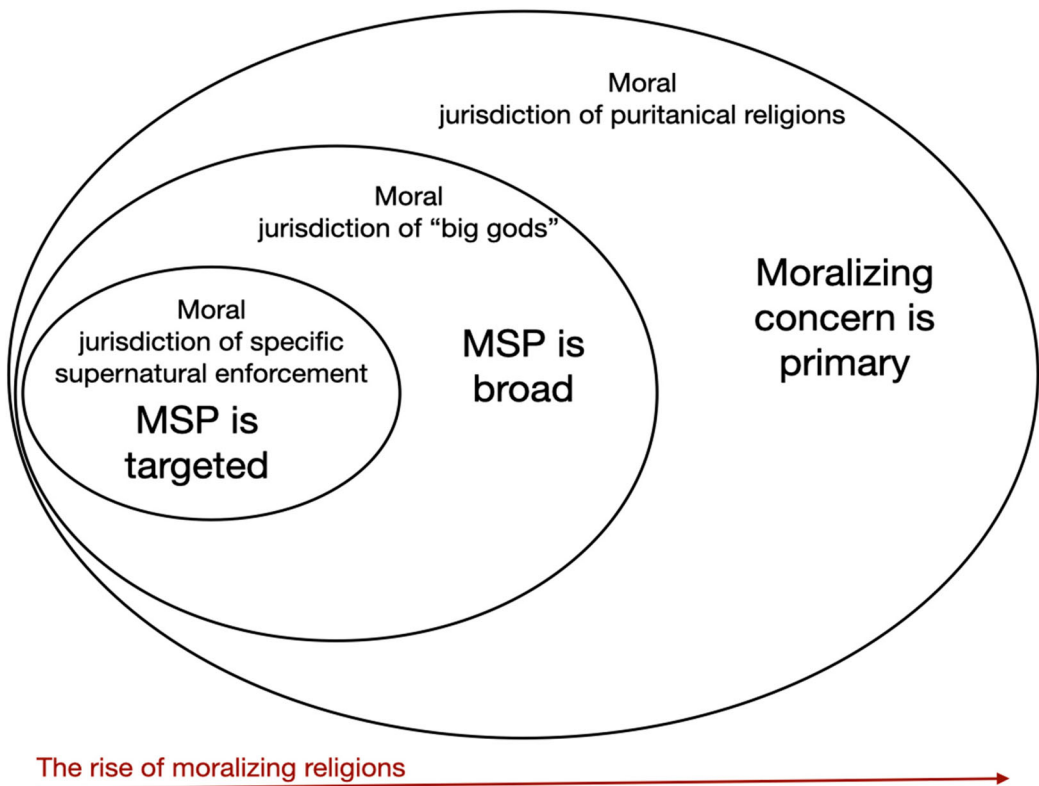 Moral
jurisdiction of puritanical religions
Moral
jurisdiction of “big gods”
Moral
jurisdiction of specific
supernatural enforcement
MSP is
targeted
MSP is
broad
Moralizing
concern is
primary
The rise of moralizing religions